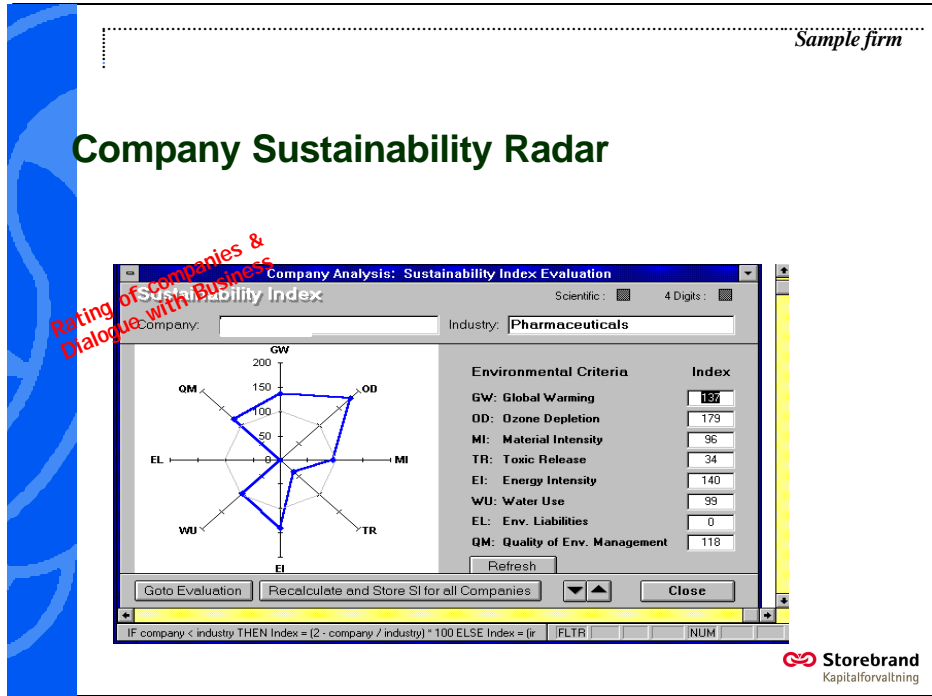 Sample firm
Company Sustainability Radar
Rating of companies &
Dialogue with Business
Company Analysis: Sustainability Index Evaluation
Sustainability Index
Scientific :
4 Digits :
Company:
Industry: Pharmaceuticals
GW
200
150
100
50
0
QM
OD
EL
MI
WU
TR
EI
Environmental Criteria Index
GW: Global Warming 137
OD: Ozone Depletion 179
MI: Material Intensity 96
TR: Toxic Release 34
EI: Energy Intensity 140
WU: Water Use 99
EL: Env. Liabilities 0
QM: Quality of Env. Management 118
Refresh
Goto Evaluation Recalculate and Store SI for all Companies Close
IF company < industry THEN Index = (2 - company / industry) * 100 ELSE Index = (ir FLTR NUM
Storebrand
Kapitalforvaltning